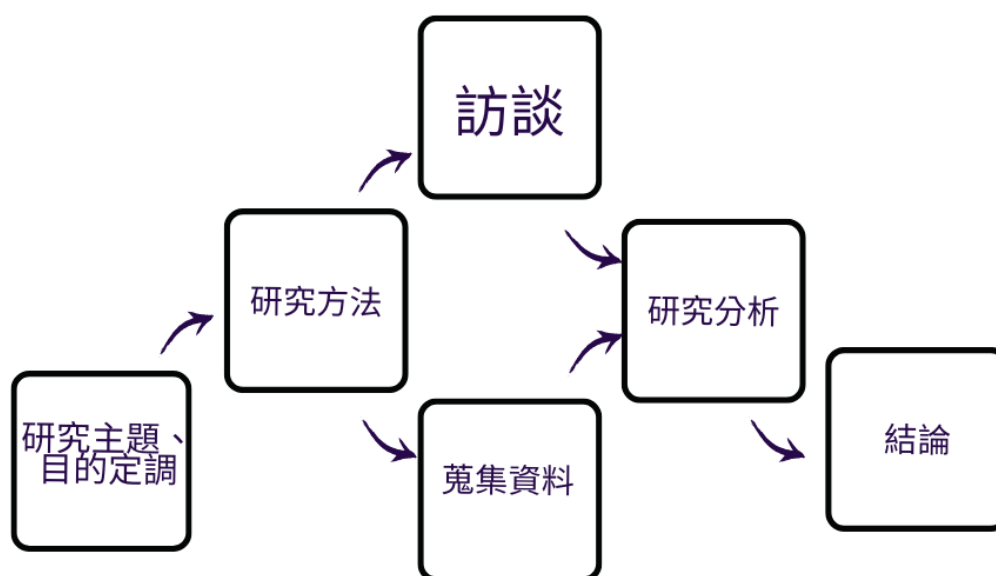 研究主題、
目的定調
研究方法
訪談
蒐集資料
研究分析
結論